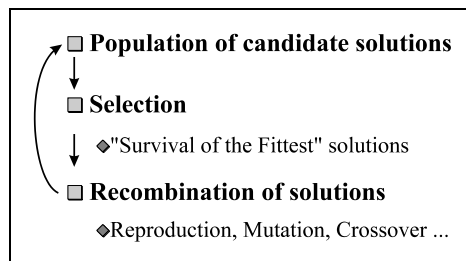 Population of candidate solutions
Selection
"Survival of the Fittest" solutions
Recombination of solutions
Reproduction, Mutation, Crossover ...